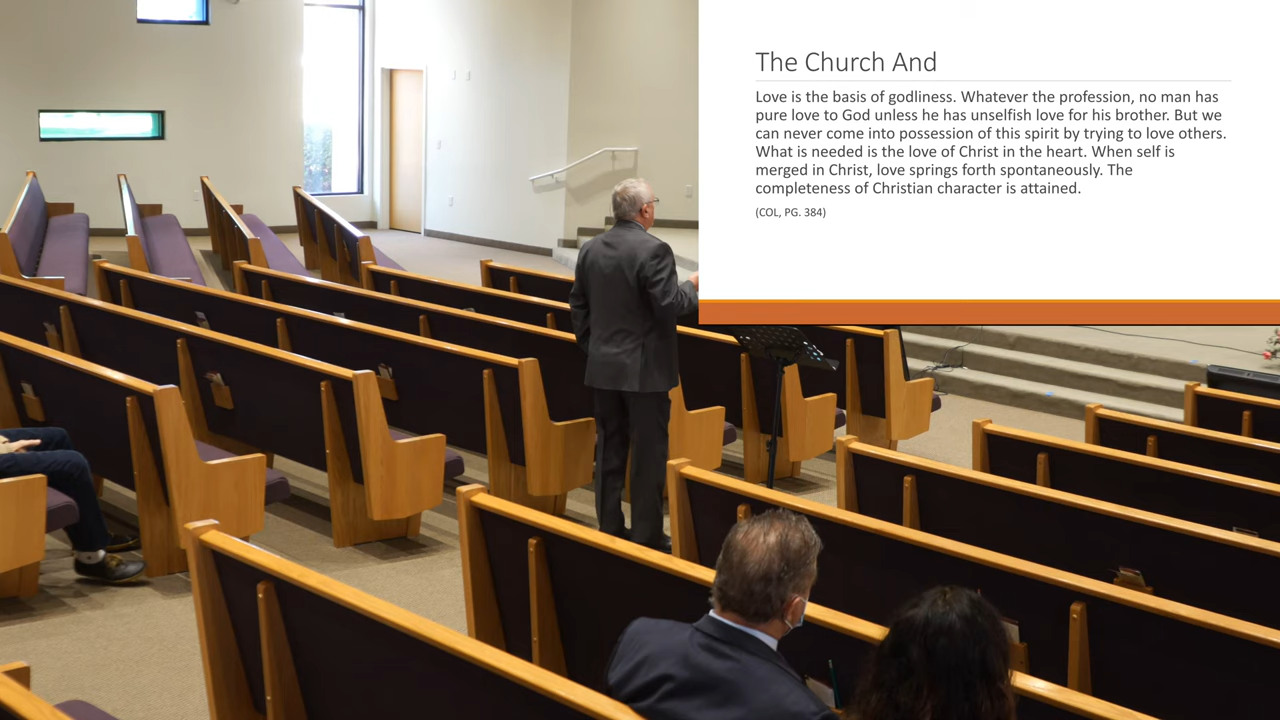 The Church And
Love is the basis of godliness. Whatever the profession, no man has
pure love to God unless he has unselfish love for his brother. But we
can never come into possession of this spirit by trying to love others.
What is needed is the love of Christ in the heart. When self is
merged in Christ, love springs forth spontaneously. The
completeness of Christian character is attained.
(COL, PG. 384)